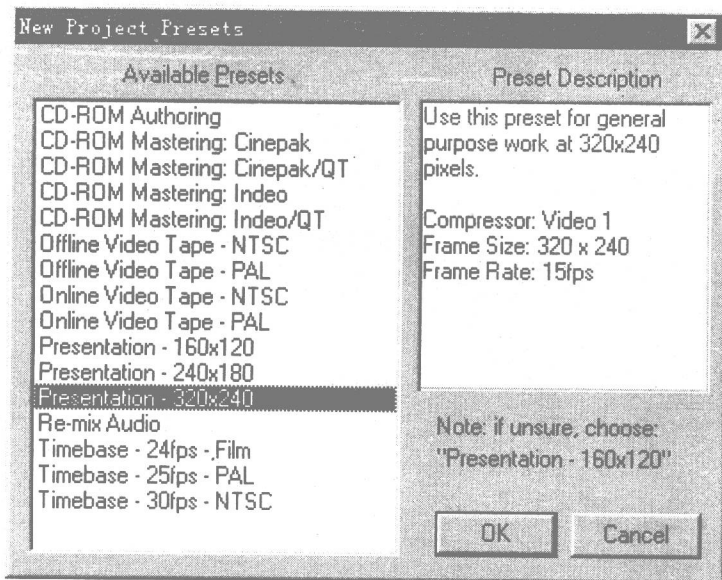 New Project Presets
Available Presets
CD-ROM Authoring
CD-ROM Mastering: Cinepak
CD-ROM Mastering: Cinepak/QT
CD-ROM Mastering: Indeo
CD-ROM Mastering: Indeo/QT
Offline Video Tape - NTSC
Offline Video Tape - PAL
Online Video Tape - NTSC
Online Video Tape - PAL
Presentation - 160x120
Presentation - 240x180
Presentation - 320x240
Re-mix Audio
Timebase - 24fps - Film
Timebase - 25fps - PAL
Timebase - 30fps - NTSC
Preset Description
Use this preset for general
purpose work at 320x240
pixels.
Compressor: Video 1
Frame Size: 320 x 240
Frame Rate: 15fps
Note: if unsure, choose:
"Presentation - 160x120"
OK
Cancel